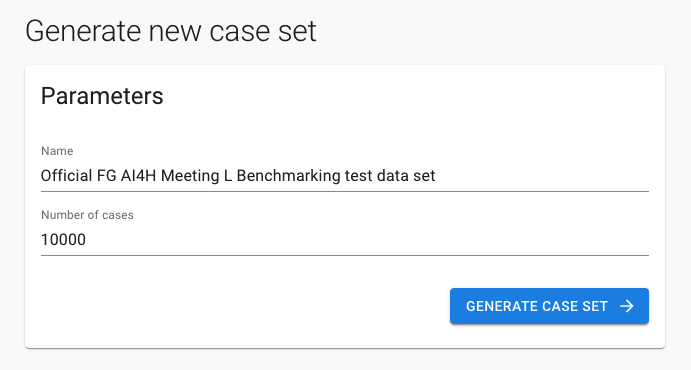 Generate new case set
Parameters
Name
Official FG AI4H Meeting L Benchmarking test data set
Number of cases
10000
GENERATE CASE SET